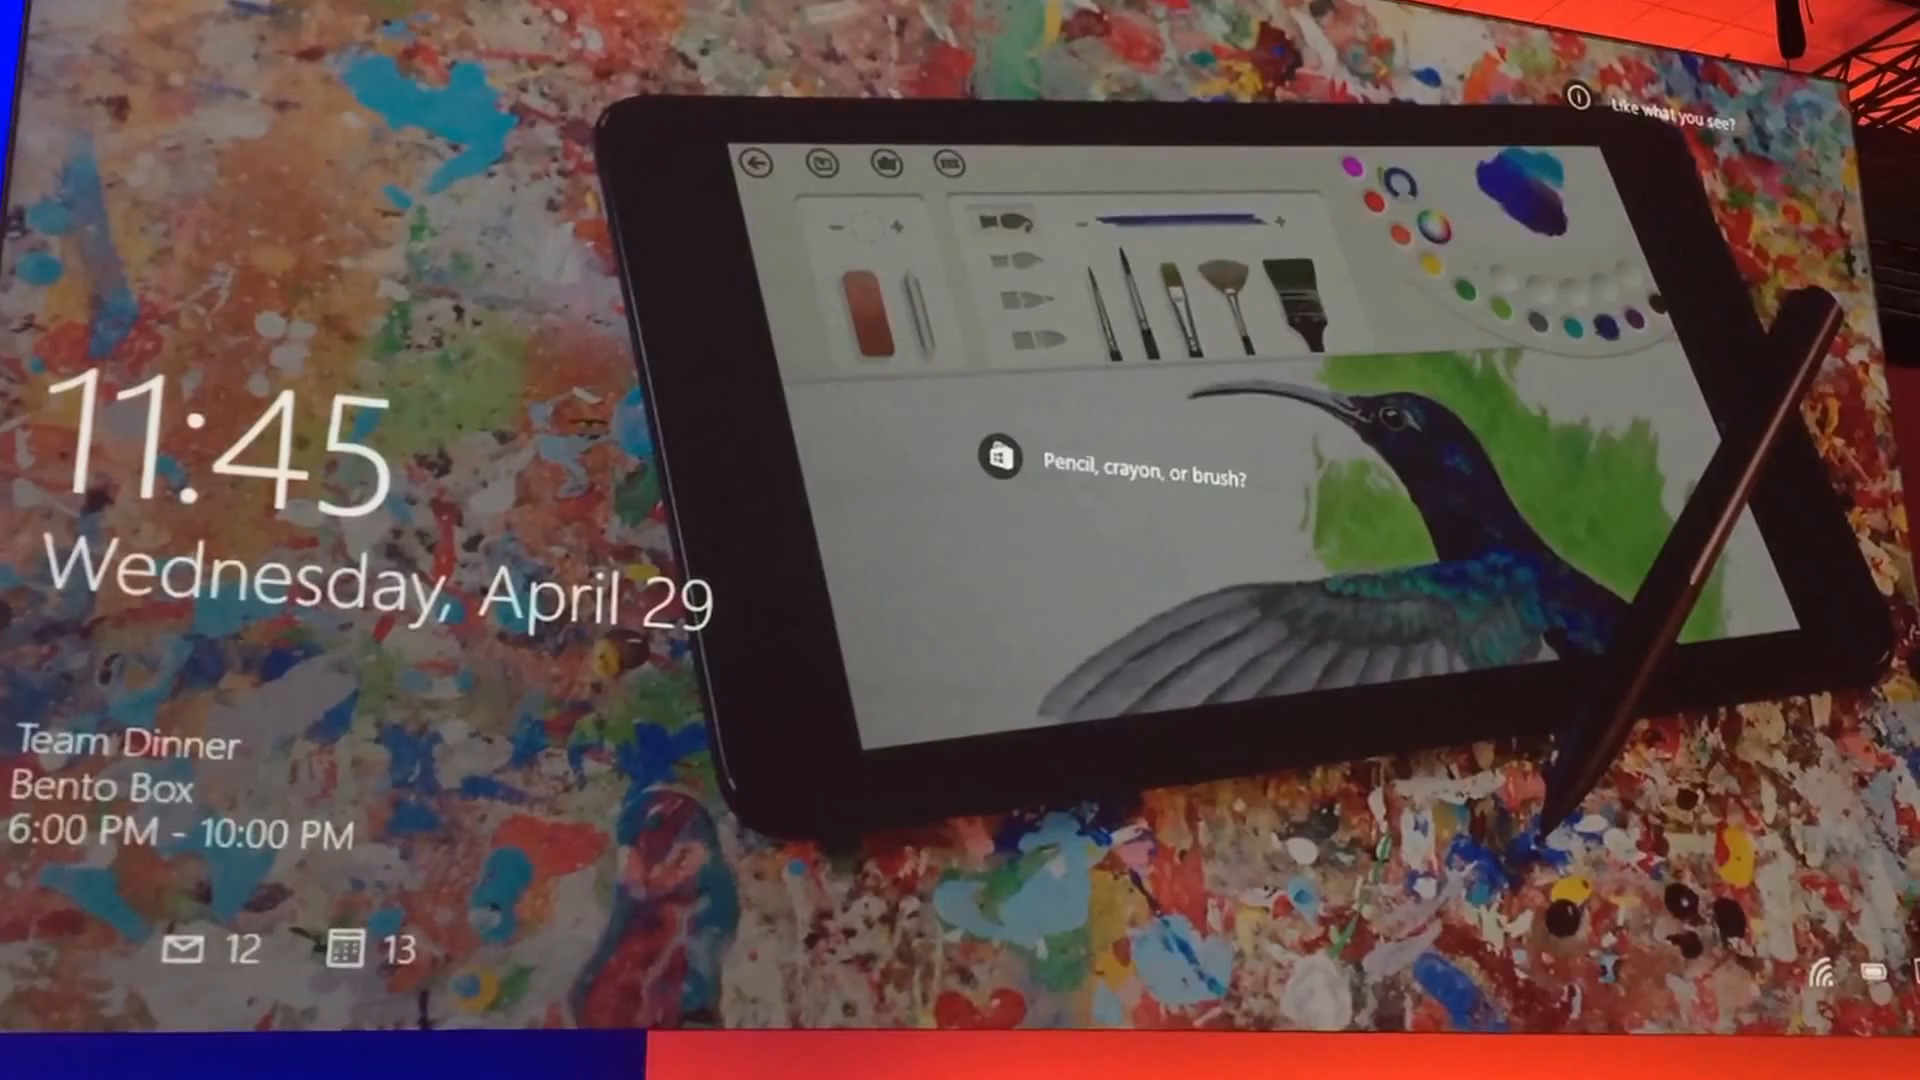 Like what you see?
Pencil, crayon, or brush?
11:45
Wednesday, April 29
Team Dinner
Bento Box
6:00 PM - 10:00 PM
12
13